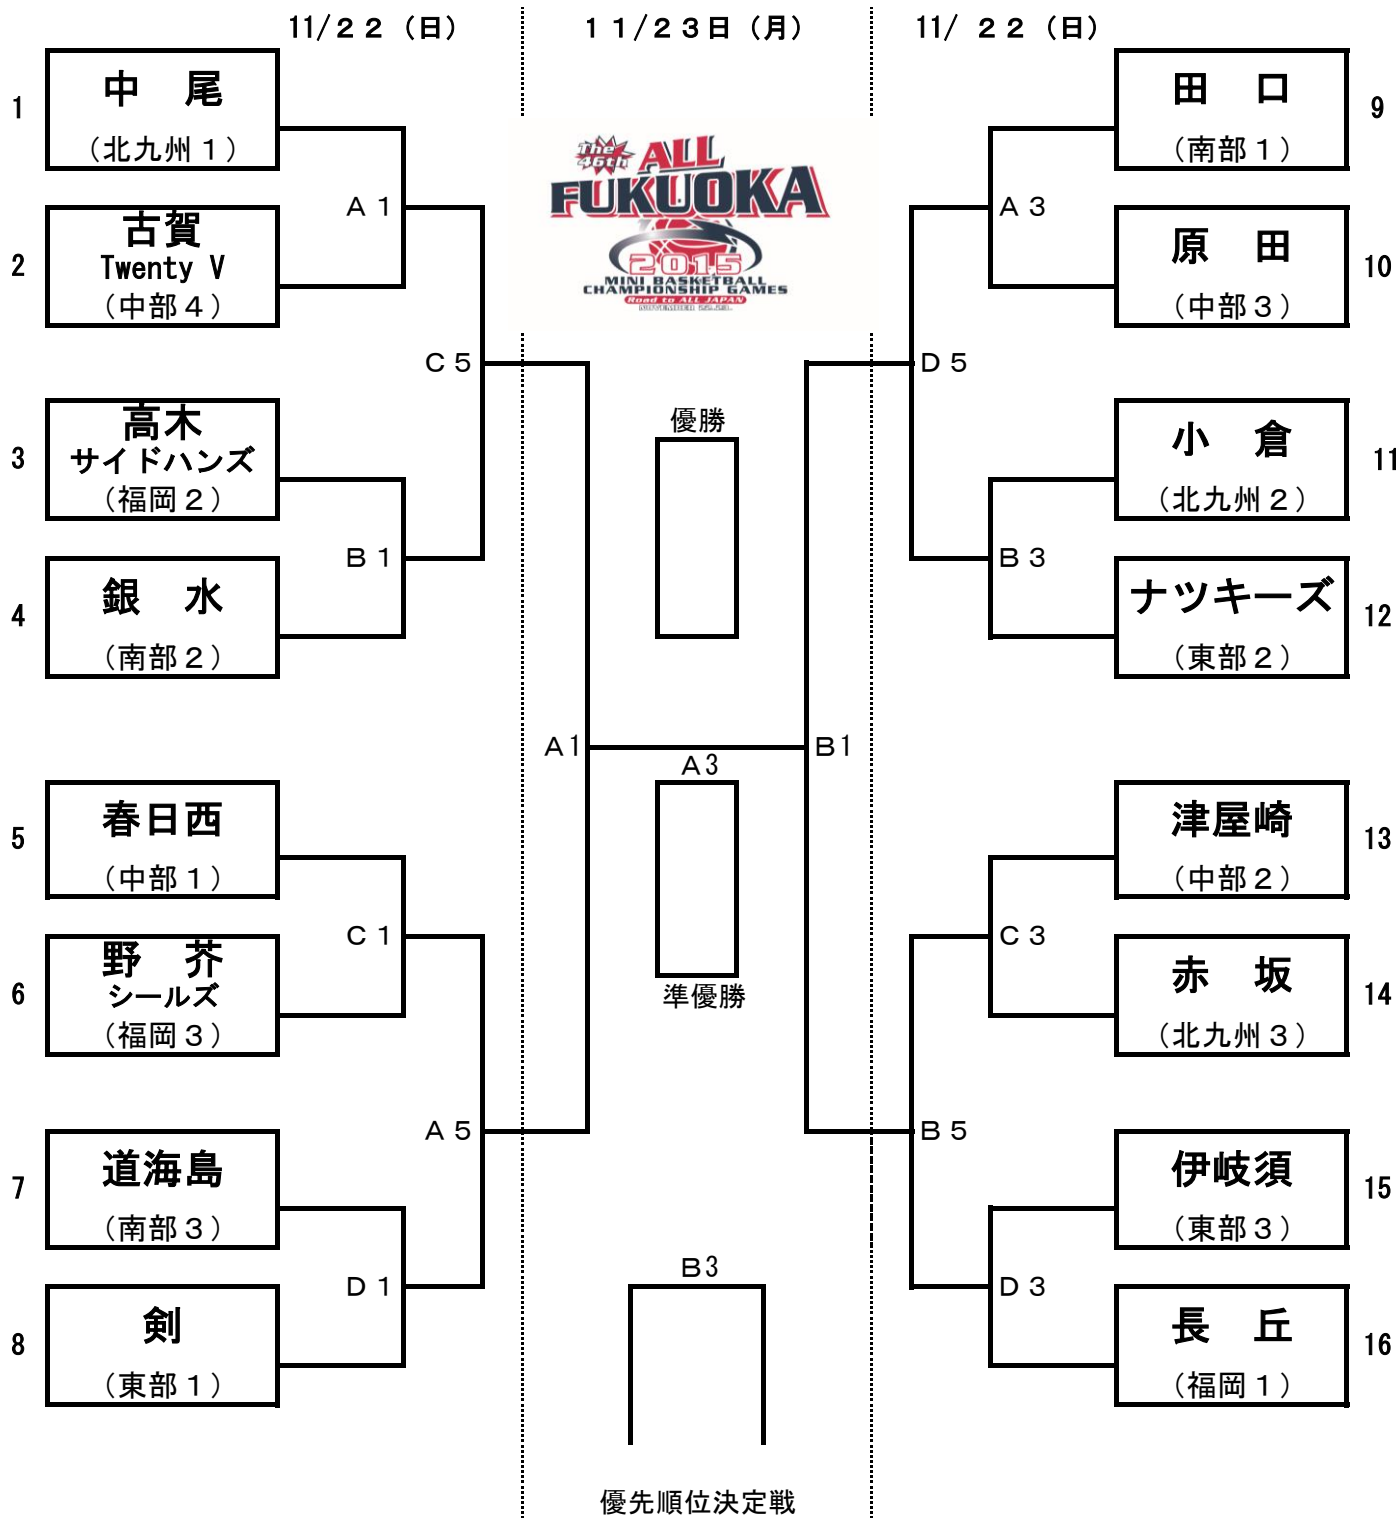 11/２２（日）
１１/２３日（月）
11/ ２２（日）
1
中　尾
（北九州１）
2
古賀
Twenty V
（中部４）
3
高木
サイドハンズ
（福岡２）
4
銀　水
（南部２）
5
春日西
（中部１）
6
野　芥
シールズ
（福岡３）
7
道海島
（南部３）
8
剣
（東部１）
Ａ１
Ｂ１
Ｃ１
Ｄ１
Ｃ５
Ａ５
The 46th
ALL
FUKUOKA
2015
MINI BASKETBALL
CHAMPIONSHIP GAMES
Road to ALL JAPAN
NOVEMBER 22.23.
優勝
Ａ1
Ａ3
Ｂ1
準優勝
Ｂ3
優先順位決定戦
Ｄ５
Ｂ５
Ａ３
Ｂ３
Ｃ３
Ｄ３
田　口
（南部１）
9
原　田
（中部３）
10
小　倉
（北九州２）
11
ナツキーズ
（東部２）
12
津屋崎
（中部２）
13
赤　坂
（北九州３）
14
伊岐須
（東部３）
15
長　丘
（福岡１）
16